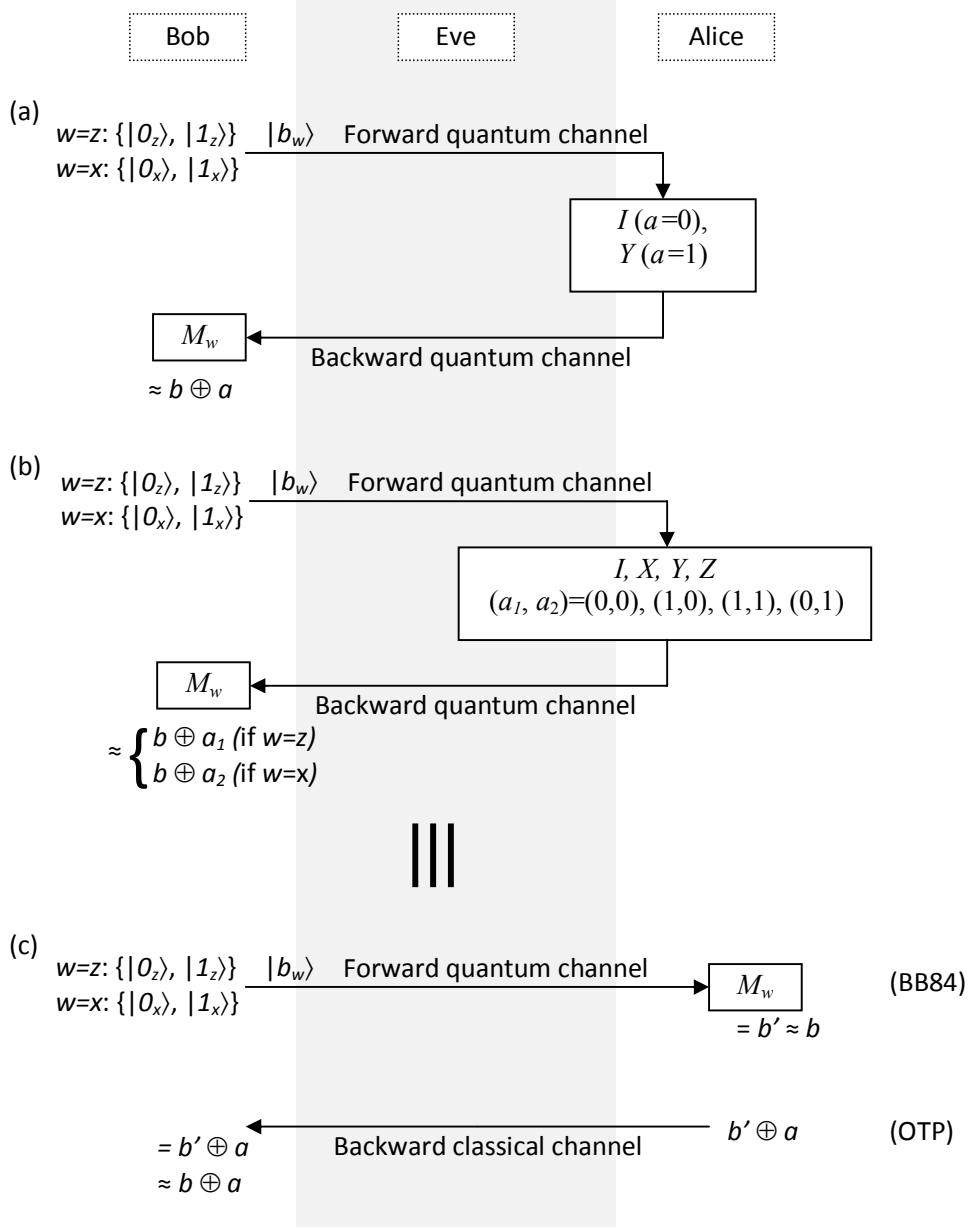 Bob Eve Alice
(a)
w=z: {|0z⟩, |1z⟩} |bw⟩ Forward quantum channel
w=x: {|0x⟩, |1x⟩}
I (a=0),
Y (a=1)
Mw
Backward quantum channel
≈ b ⊕ a
(b)
w=z: {|0z⟩, |1z⟩} |bw⟩ Forward quantum channel
w=x: {|0x⟩, |1x⟩}
I, X, Y, Z
(a1, a2)=(0,0), (1,0), (1,1), (0,1)
Mw
Backward quantum channel
≈ { b ⊕ a1 (if w=z)
b ⊕ a2 (if w=x)
|||
(c)
w=z: {|0z⟩, |1z⟩} |bw⟩ Forward quantum channel Mw (BB84)
w=x: {|0x⟩, |1x⟩}
= b' ≈ b
= b' ⊕ a Backward classical channel b' ⊕ a (OTP)
≈ b ⊕ a